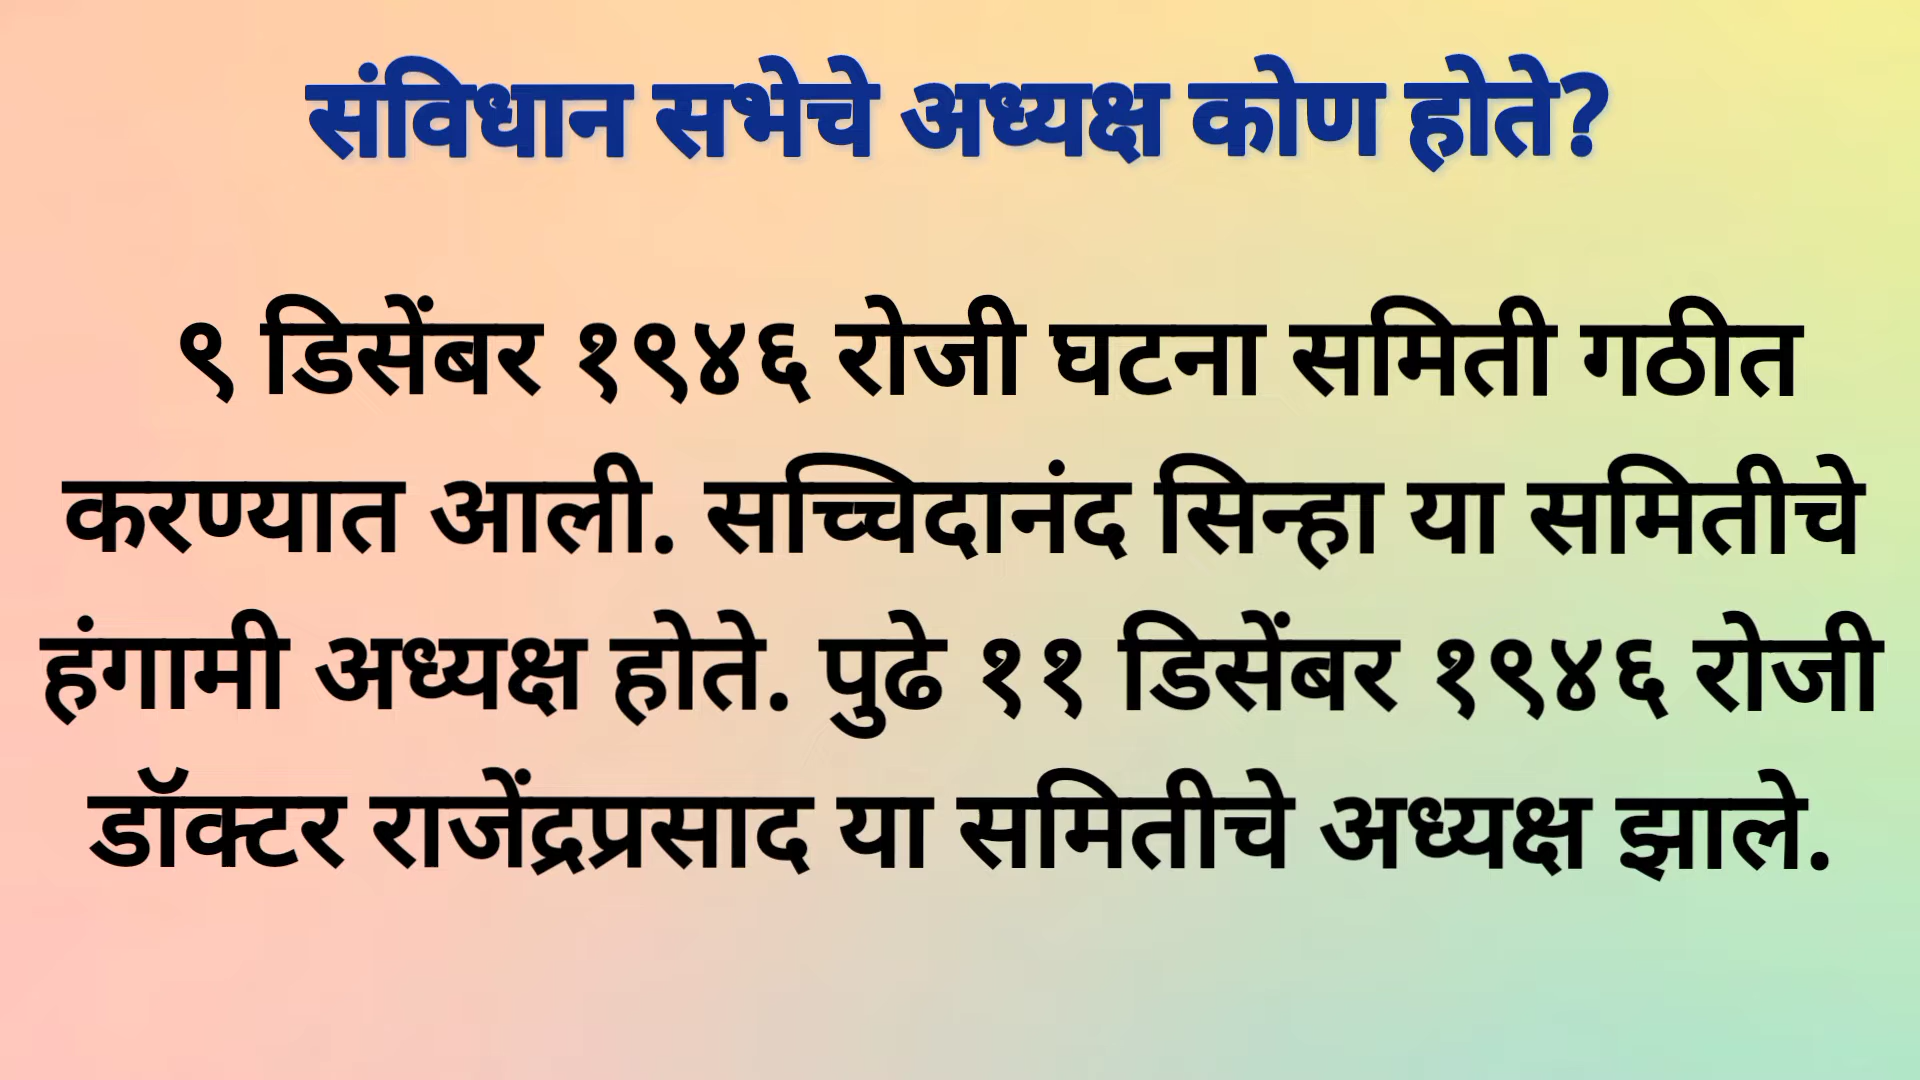 संविधान सभेचे अध्यक्ष कोण होते?
९ डिसेंबर १९४६ रोजी घटना समिती गठीत
करण्यात आली. सच्चिदानंद सिन्हा या समितीचे
हंगामी अध्यक्ष होते. पुढे ११ डिसेंबर १९४६ रोजी
डॉक्टर राजेंद्रप्रसाद या समितीचे अध्यक्ष झाले.